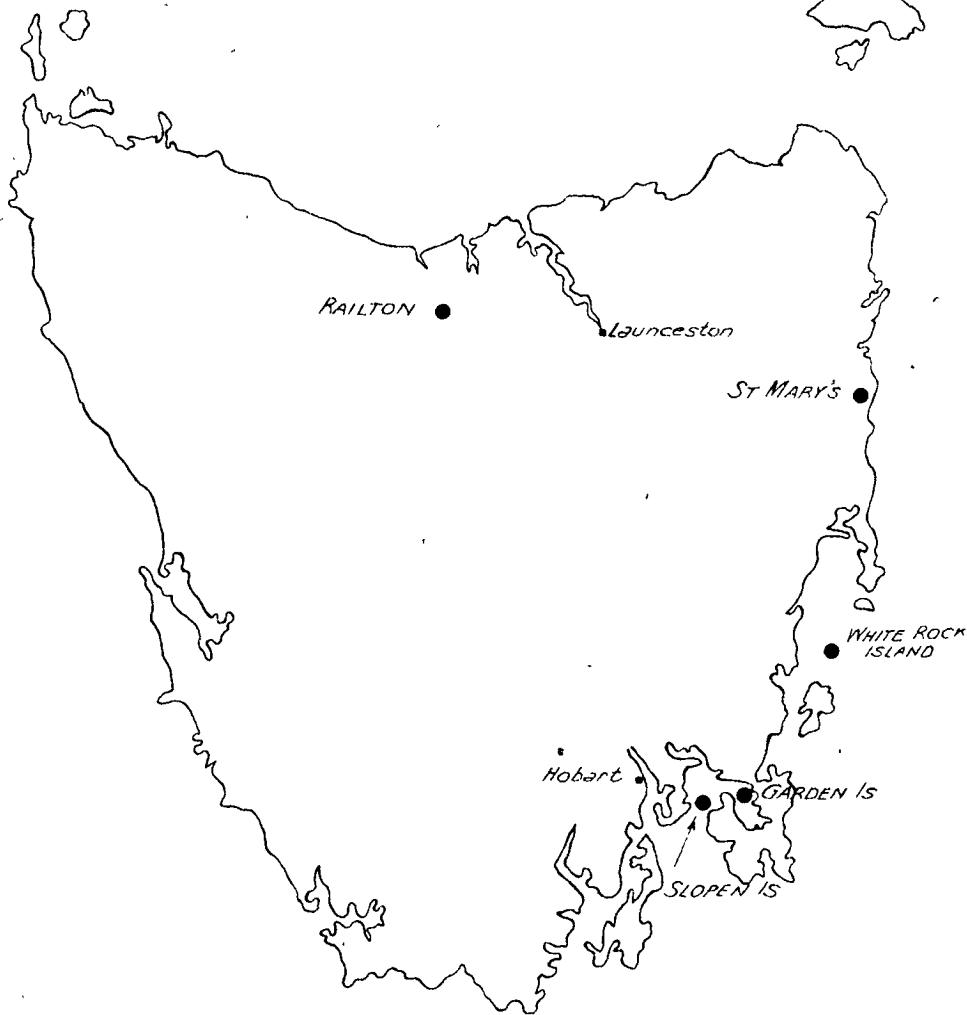 RAILTON
Launceston
ST MARY'S
WHITE ROCK
ISLAND
Hobart
GARDEN IS
SLOPEN IS